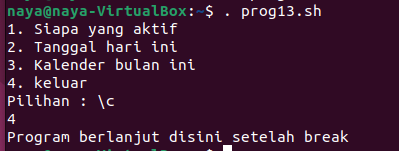 naya@naya-VirtualBox:~$ . prog13.sh
1. Siapa yang aktif
2. Tanggal hari ini
3. Kalender bulan ini
4. keluar
Pilihan : \c
4
Program berlanjut disini setelah break